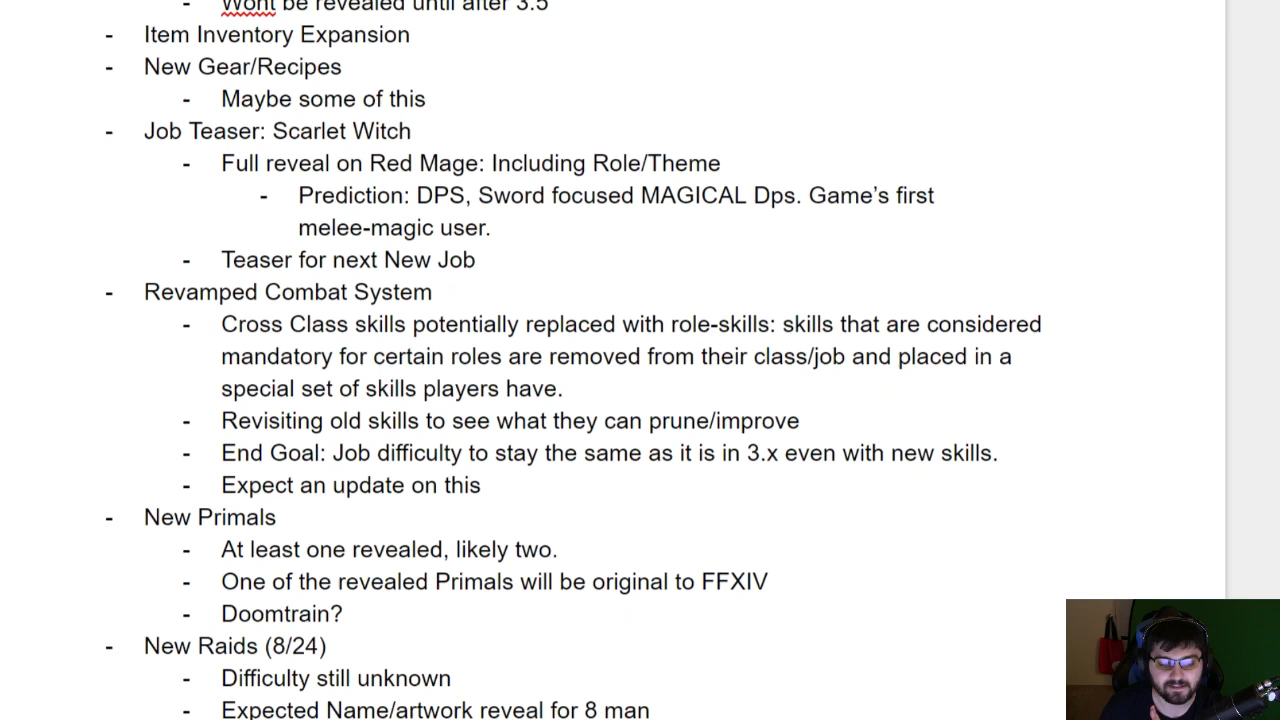 - Wont be revealed until after 3.5
- Item Inventory Expansion
- New Gear/Recipes
- Maybe some of this
- Job Teaser: Scarlet Witch
- Full reveal on Red Mage: Including Role/Theme
- Prediction: DPS, Sword focused MAGICAL Dps. Game's first
melee-magic user.
- Teaser for next New Job
- Revamped Combat System
- Cross Class skills potentially replaced with role-skills: skills that are considered
mandatory for certain roles are removed from their class/job and placed in a
special set of skills players have.
- Revisiting old skills to see what they can prune/improve
- End Goal: Job difficulty to stay the same as it is in 3.x even with new skills.
- Expect an update on this
- New Primals
- At least one revealed, likely two.
- One of the revealed Primals will be original to FFXIV
- Doomtrain?
- New Raids (8/24)
- Difficulty still unknown
- Expected Name/artwork reveal for 8 man